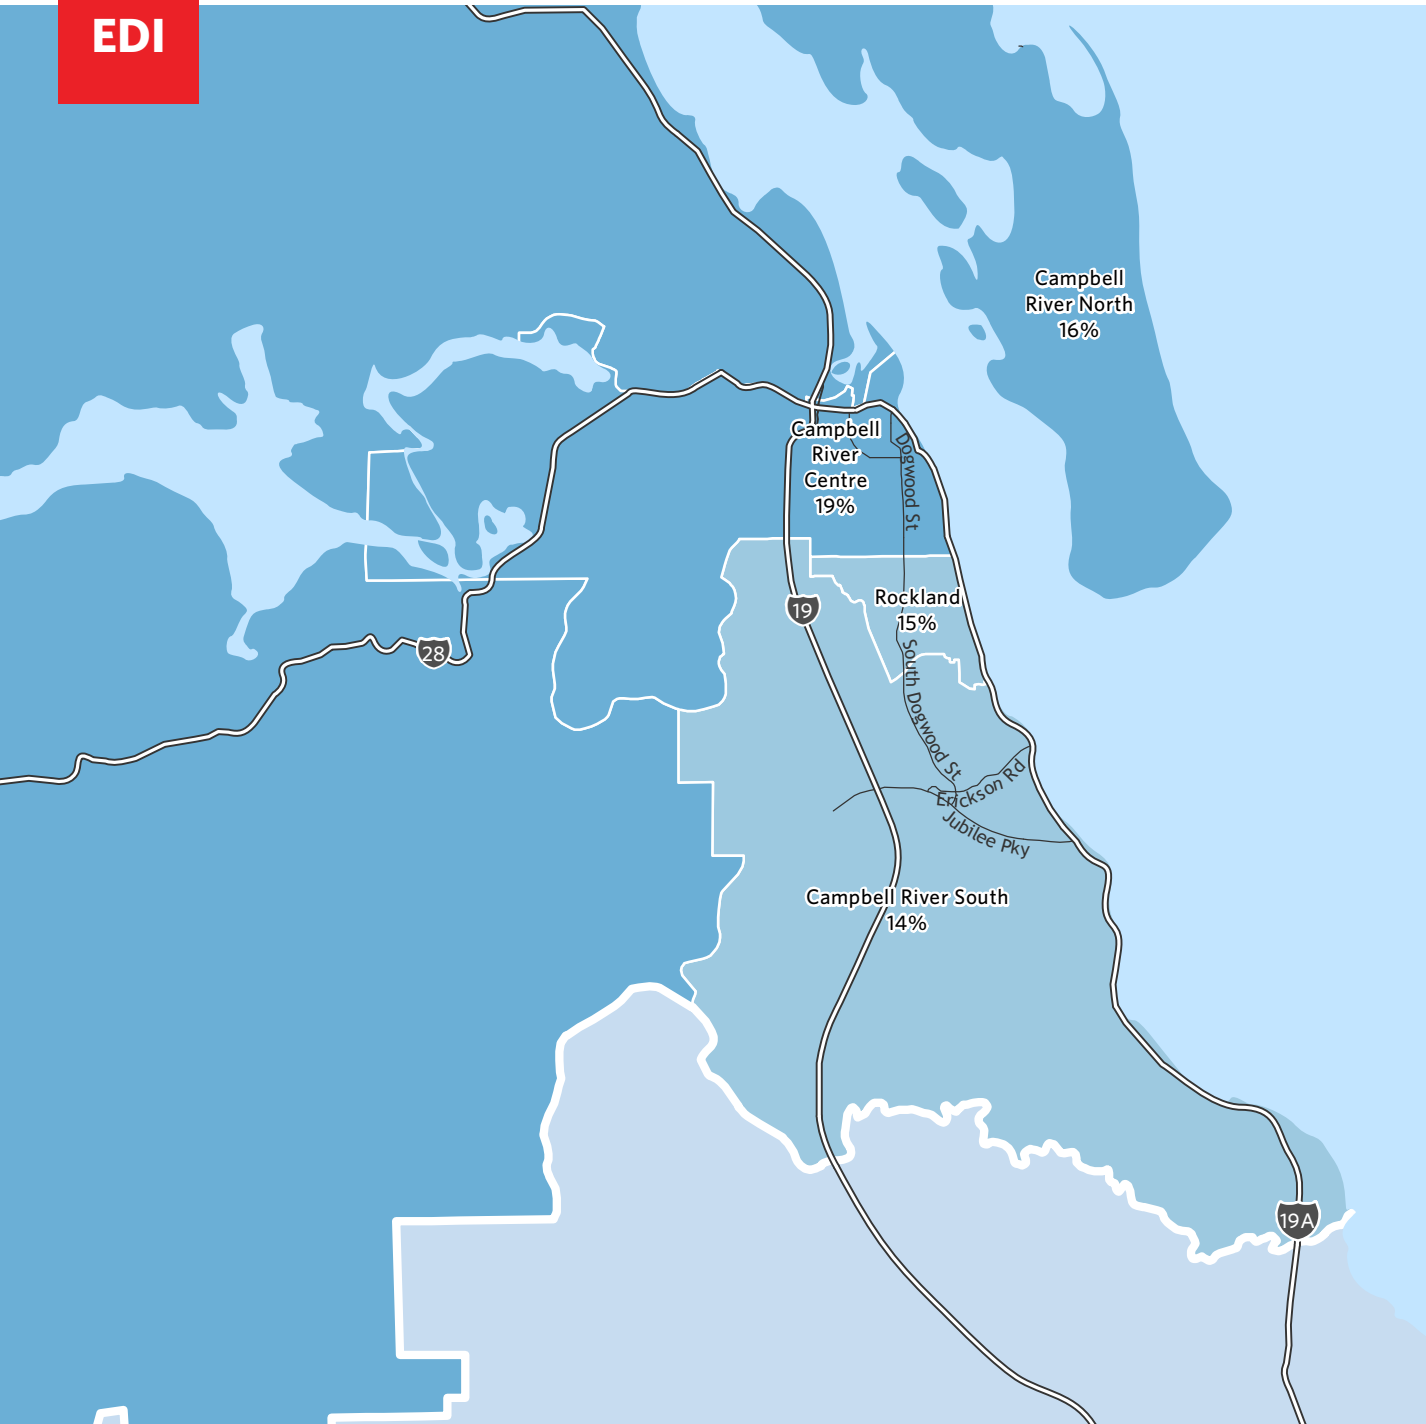 EDI
Campbell
River North
16%
Campbell
River
Centre
19%
Dogwood St
19
Rockland
15%
28
South Dogwood St
Erickson Rd
Jubilee Pky
Campbell River South
14%
19A